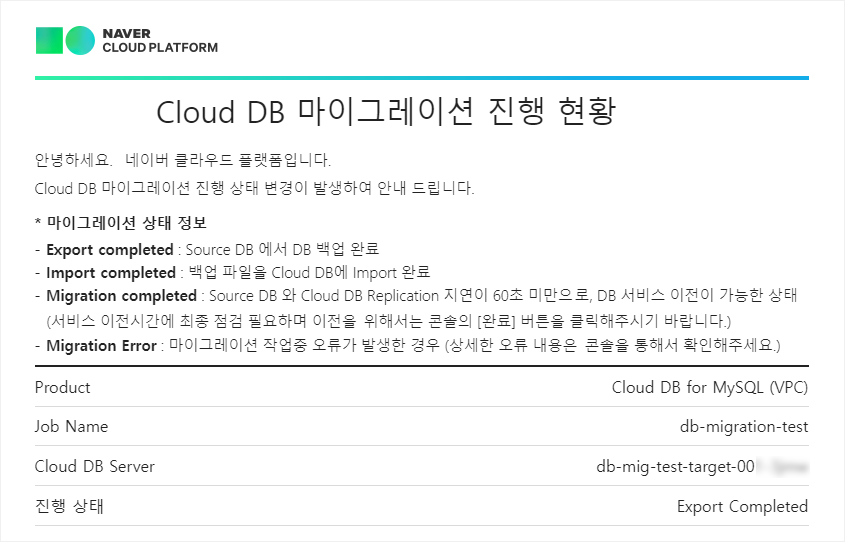 NAVER
CLOUD PLATFORM
Cloud DB 마이그레이션 진행 현황
안녕하세요. 네이버 클라우드 플랫폼입니다.
Cloud DB 마이그레이션 진행 상태 변경이 발생하여 안내 드립니다.
* 마이그레이션 상태 정보
- Export completed : Source DB 에서 DB 백업 완료
- Import completed : 백업 파일을 Cloud DB에 Import 완료
- Migration completed : Source DB 와 Cloud DB Replication 지연이 60초 미만으로, DB 서비스 이전이 가능한 상태
(서비스 이전시간에 최종 점검 필요하며 이전을 위해서는 콘솔의 [완료] 버튼을 클릭해주시기 바랍니다.)
- Migration Error : 마이그레이션 작업중 오류가 발생한 경우 (상세한 오류 내용은 콘솔을 통해서 확인해주세요.)
Product Cloud DB for MySQL (VPC)
Job Name db-migration-test
Cloud DB Server db-mig-test-target-00
진행 상태 Export Completed